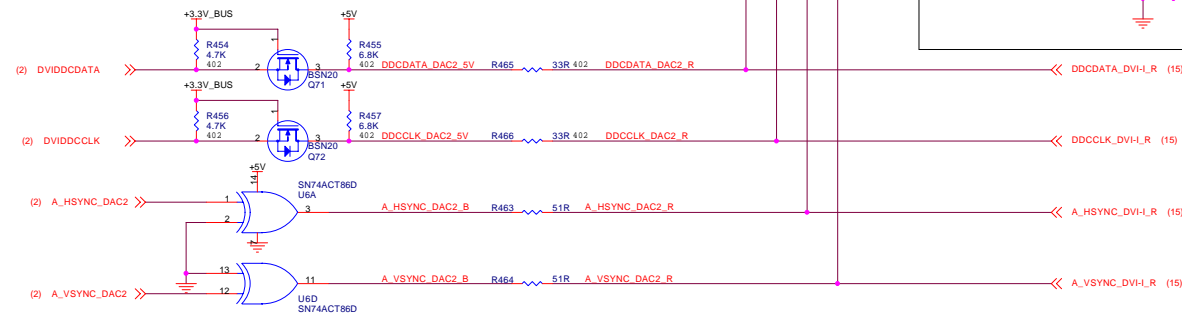 +3.3V_BUS +5V
1
R454 R455
4.7K 6.8K
(2) DVIDDCDATA 402 2 3 402 DDCDATA_DAC2_5V R465 33R 402 DDCDATA_DAC2_R DDCDATA_DVI-I_R (15)
BSN20
Q71
+3.3V_BUS +5V
1
R456 R457
4.7K 6.8K
(2) DVIDDCCLK 402 2 3 402 DDCCLK_DAC2_5V R466 33R 402 DDCCLK_DAC2_R DDCCLK_DVI-I_R (15)
BSN20
Q72
+5V
14
SN74ACT86D
U6A
(2) A_HSYNC_DAC2 1 3 A_HSYNC_DAC2_B R463 51R A_HSYNC_DAC2_R A_HSYNC_DVI-I_R (15)
2
7
13
(2) A_VSYNC_DAC2 12 11 A_VSYNC_DAC2_B R464 51R A_VSYNC_DAC2_R A_VSYNC_DVI-I_R (15)
U6D
SN74ACT86D